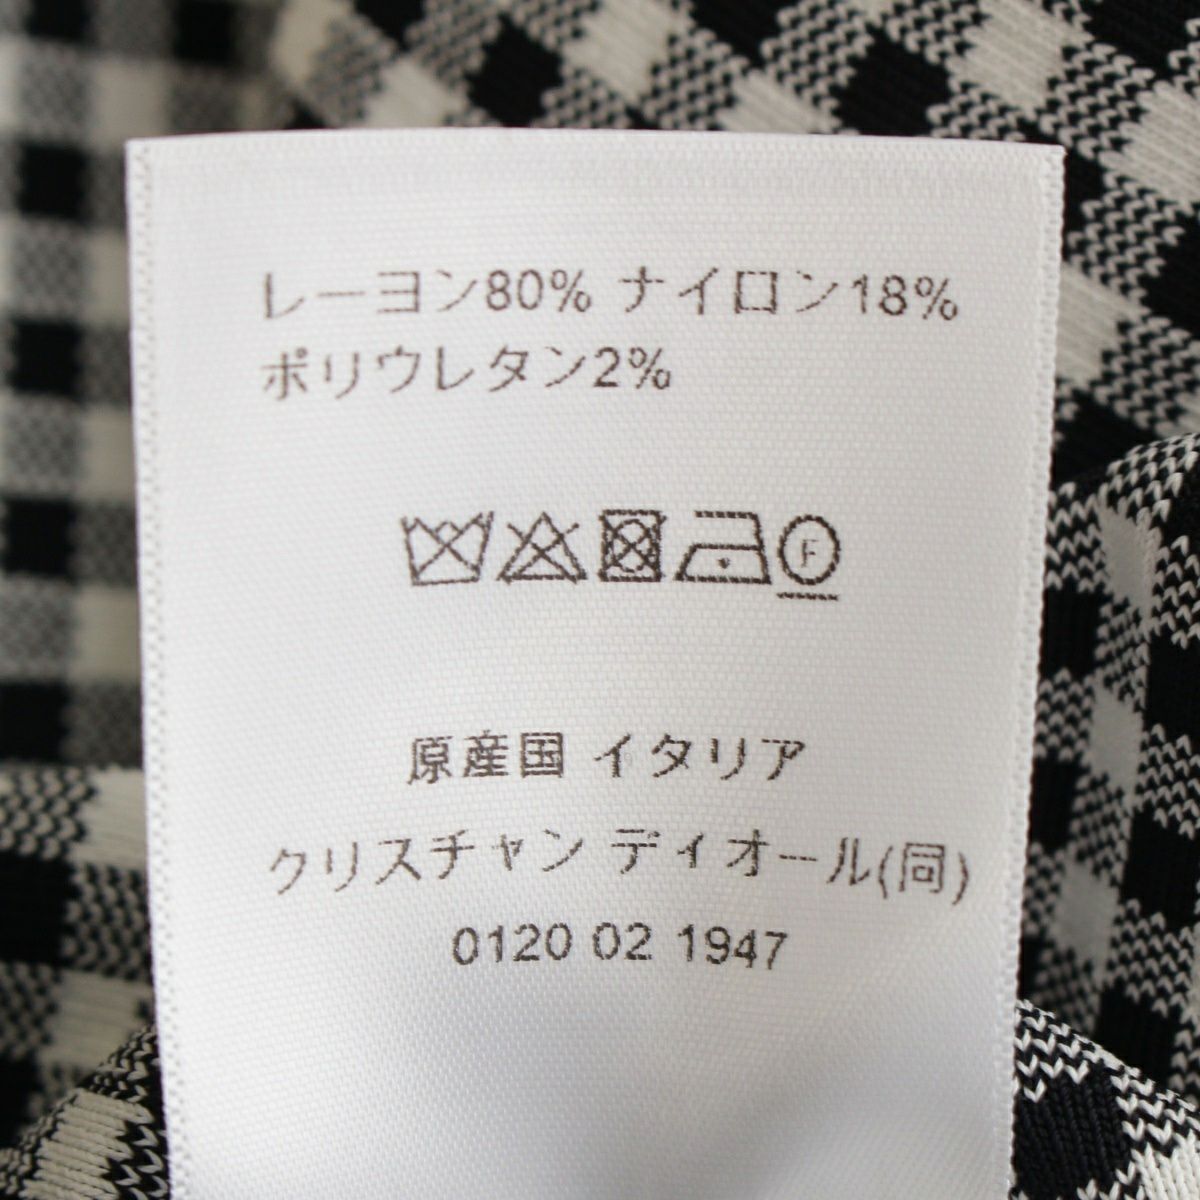 レーヨン80% ナイロン18%
ポリウレタン2%
F
原産国 イタリア
クリスチャン ディオール(同)
0120 02 1947